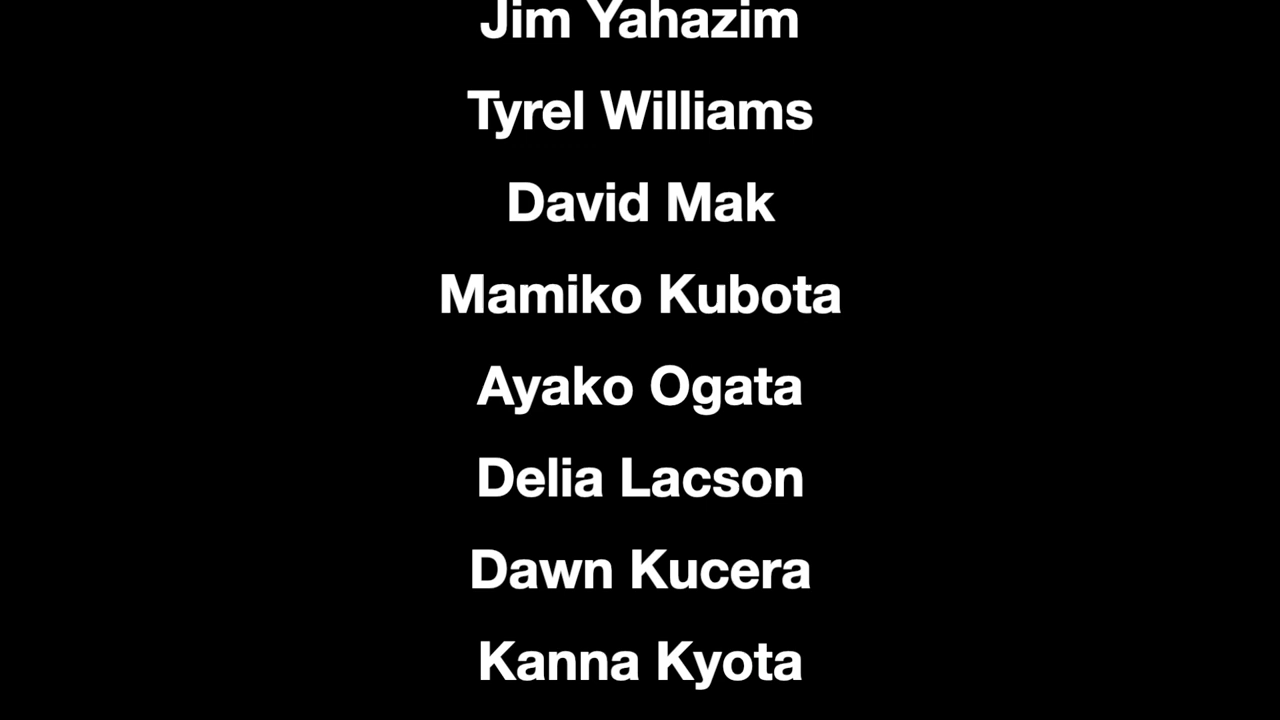 Jim Yahazim
Tyrel Williams
David Mak
Mamiko Kubota
Ayako Ogata
Delia Lacson
Dawn Kucera
Kanna Kyota